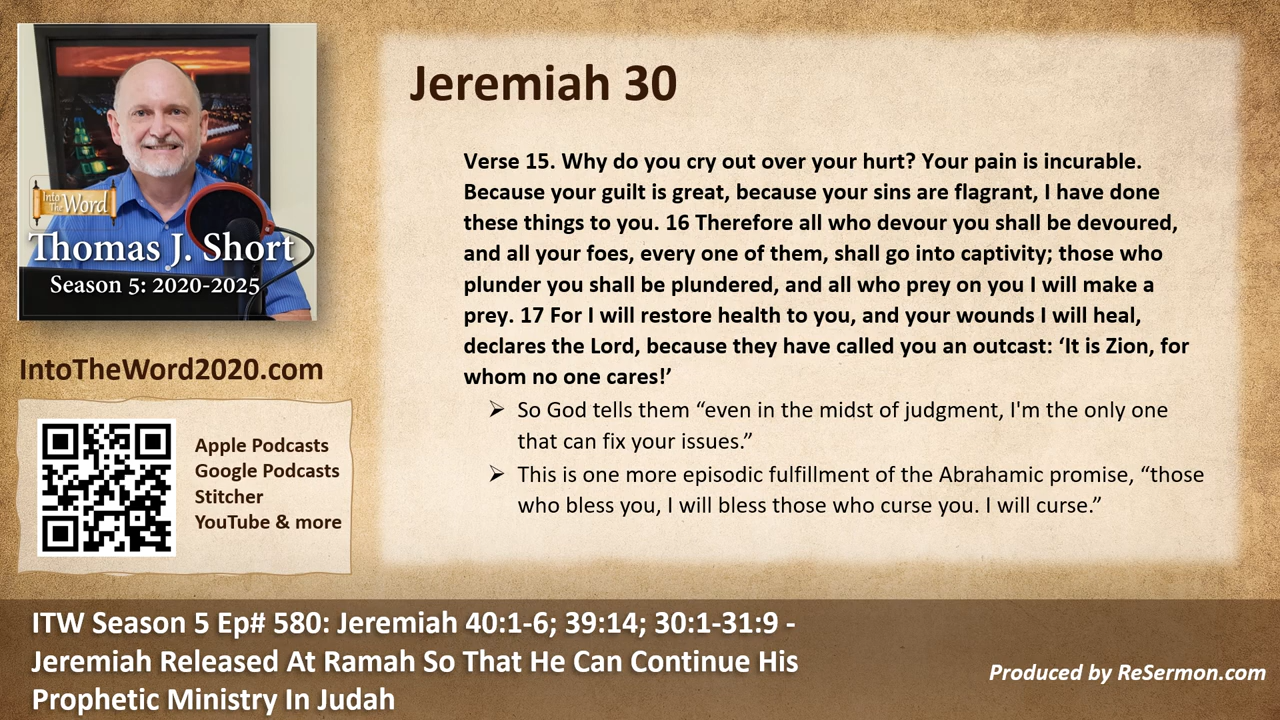 Into
The Word
Thomas J. Short
Season 5: 2020-2025
IntoTheWord2020.com
Apple Podcasts
Google Podcasts
Stitcher
YouTube & more
Jeremiah 30
Verse 15. Why do you cry out over your hurt? Your pain is incurable.
Because your guilt is great, because your sins are flagrant, I have done
these things to you. 16 Therefore all who devour you shall be devoured,
and all your foes, every one of them, shall go into captivity; those who
plunder you shall be plundered, and all who prey on you I will make a
prey. 17 For I will restore health to you, and your wounds I will heal,
declares the Lord, because they have called you an outcast: ‘It is Zion, for
whom no one cares!’
➢ So God tells them “even in the midst of judgment, I'm the only one
that can fix your issues.”
➢ This is one more episodic fulfillment of the Abrahamic promise, “those
who bless you, I will bless those who curse you. I will curse.”
ITW Season 5 Ep# 580: Jeremiah 40:1-6; 39:14; 30:1-31:9 -
Jeremiah Released At Ramah So That He Can Continue His
Prophetic Ministry In Judah
Produced by ReSermon.com